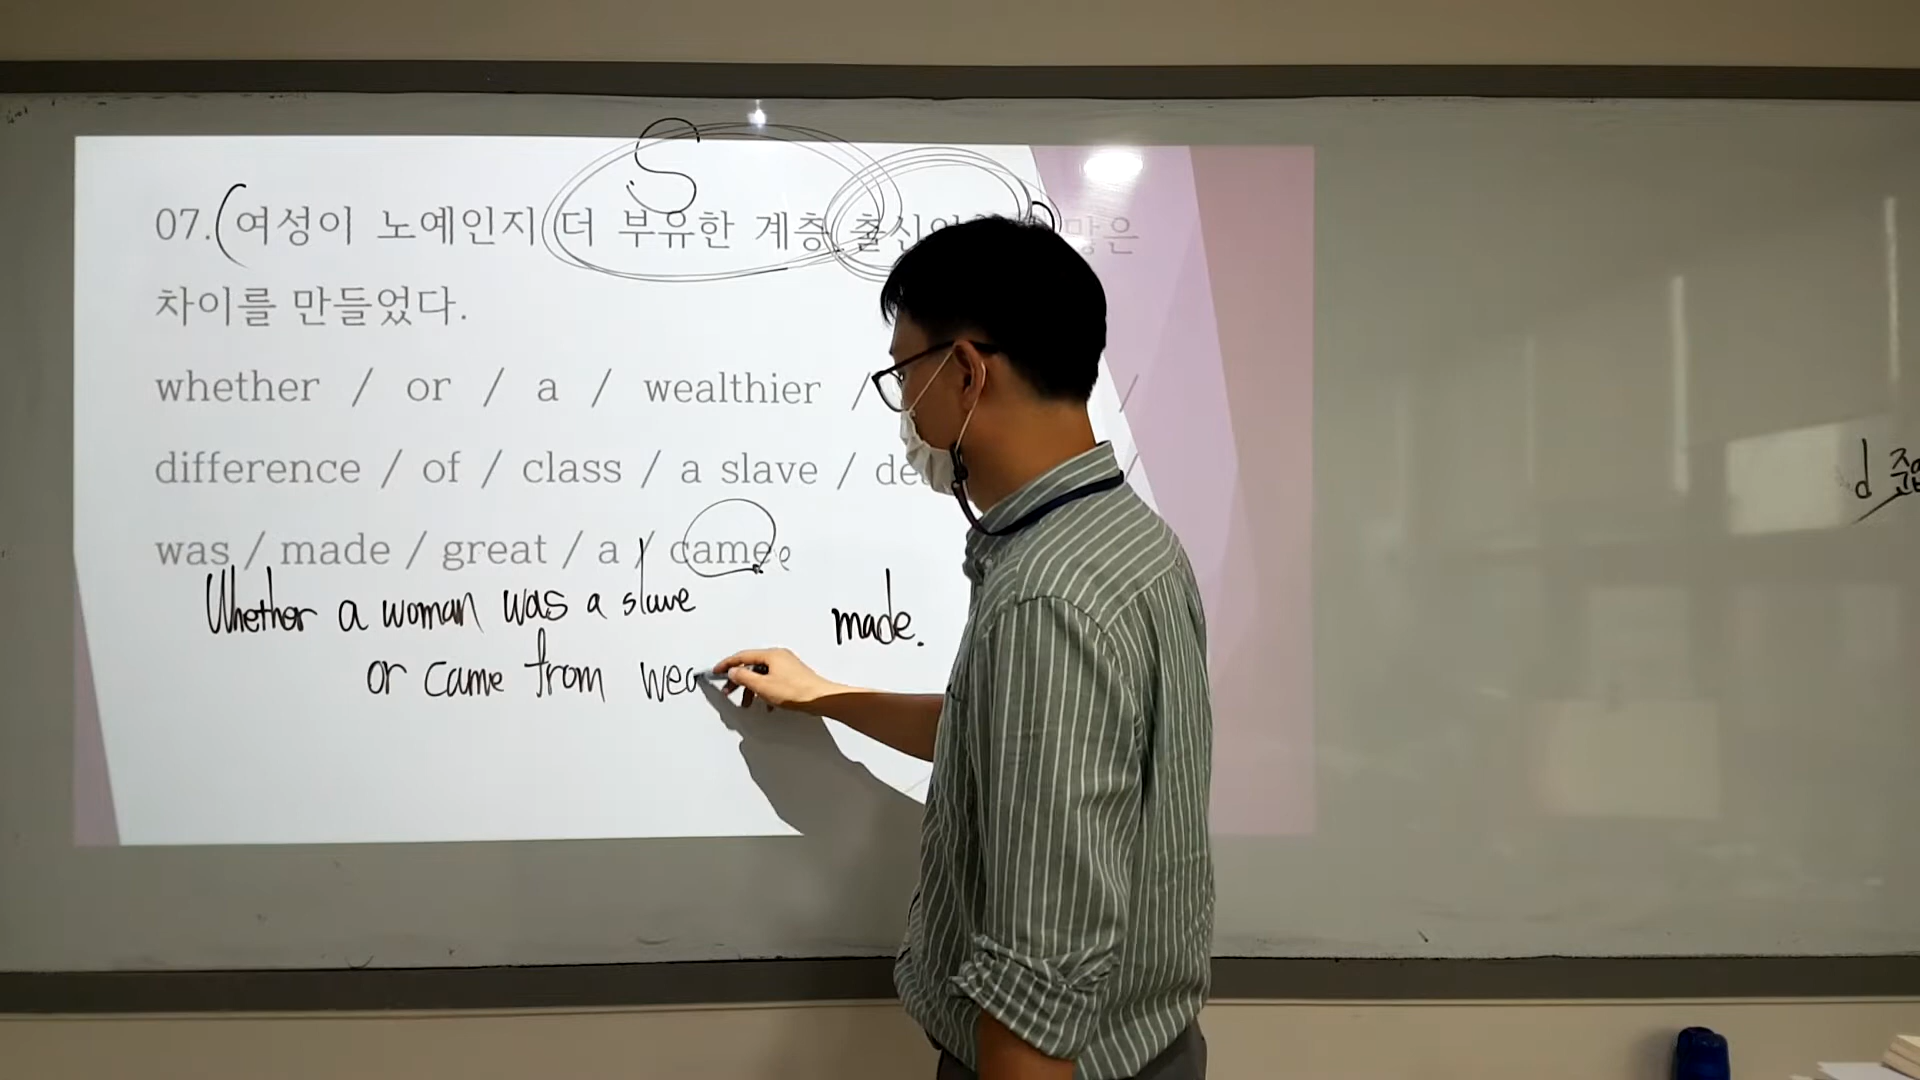 S
07.(여성이 노예인지 더 부유한 계층 출신 많은
차이를 만들었다.
whether / or / a / wealthier /
/
difference / of / class / a slave /
/
was / made / great / a / came
Whether a woman was a slave
made.
or came from
d